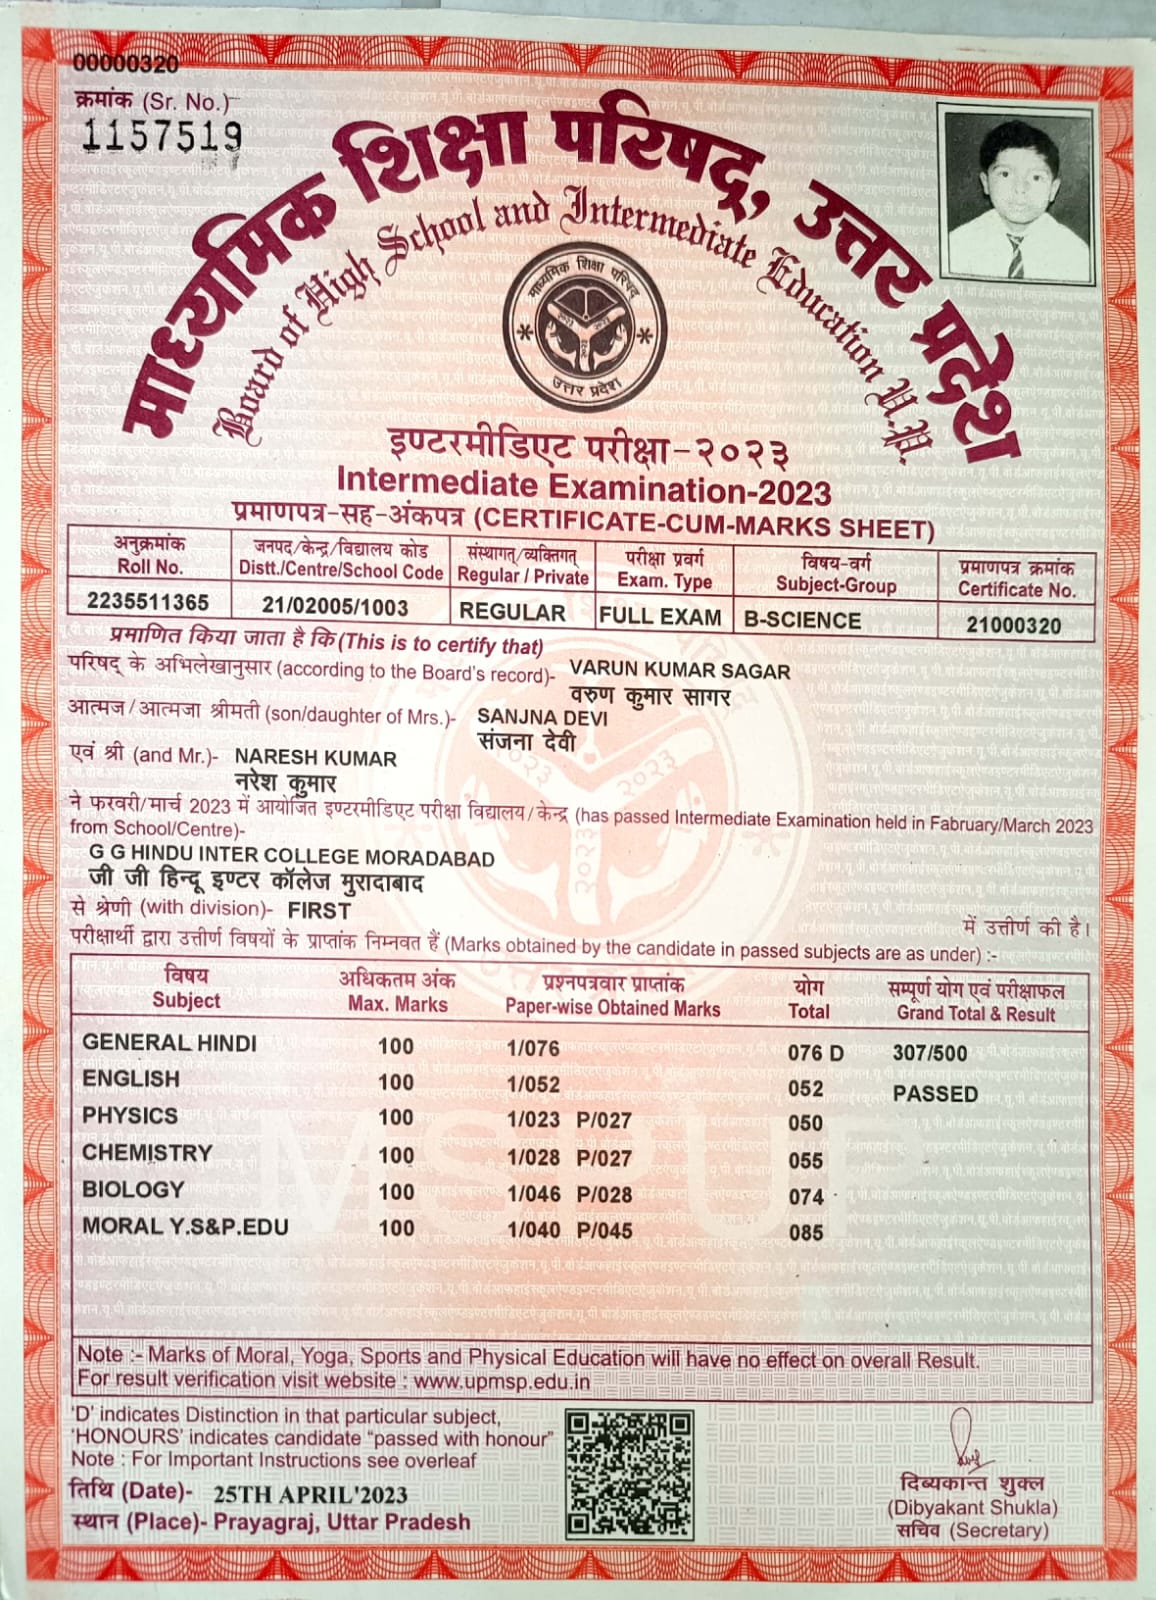 00000320
क्रमांक (Sr. No.)
1157519
माध्यमिक शिक्षा परिषद्, उत्तर प्रदेश
Board of High School and Intermediate Education U.P.
माध्यमिक शिक्षा परिषद
२०२३ २०२३
२०२३
उत्तर प्रदेश
इण्टरमीडिएट परीक्षा-२०२३
Intermediate Examination-2023
प्रमाणपत्र-सह-अंकपत्र (CERTIFICATE-CUM-MARKS SHEET)
अनुक्रमांक जनपद/केन्द्र/विद्यालय कोड संस्थागत्/व्यक्तिगत् परीक्षा प्रवर्ग विषय-वर्ग प्रमाणपत्र क्रमांक
Roll No. Distt./Centre/School Code Regular / Private Exam. Type Subject-Group Certificate No.
2235511365 21/02005/1003 REGULAR FULL EXAM B-SCIENCE 21000320
प्रमाणित किया जाता है कि (This is to certify that)
परिषद् के अभिलेखानुसार (according to the Board's record)- VARUN KUMAR SAGAR
वरुण कुमार सागर
आत्मज/आत्मजा श्रीमती (son/daughter of Mrs.)- SANJNA DEVI
संजना देवी
एवं श्री (and Mr.)- NARESH KUMAR
नरेश कुमार
ने फरवरी/मार्च 2023 में आयोजित इण्टरमीडिएट परीक्षा विद्यालय/केन्द्र (has passed Intermediate Examination held in Fabruary/March 2023
from School/Centre)-
G G HINDU INTER COLLEGE MORADABAD
जी जी हिन्दू इण्टर कॉलेज मुरादाबाद
से श्रेणी (with division)- FIRST में उत्तीर्ण की है।
परीक्षार्थी द्वारा उत्तीर्ण विषयों के प्राप्तांक निम्नवत हैं (Marks obtained by the candidate in passed subjects are as under) :-
विषय अधिकतम अंक प्रश्नपत्रवार प्राप्तांक योग सम्पूर्ण योग एवं परीक्षाफल
Subject Max. Marks Paper-wise Obtained Marks Total Grand Total & Result
GENERAL HINDI 100 1/076 076 D 307/500
ENGLISH 100 1/052 052 PASSED
PHYSICS 100 1/023 P/027 050
CHEMISTRY 100 1/028 P/027 055
BIOLOGY 100 1/046 P/028 074
MORAL Y.S&P.EDU 100 1/040 P/045 085
MSPUP
Note :- Marks of Moral, Yoga, Sports and Physical Education will have no effect on overall Result.
For result verification visit website : www.upmsp.edu.in
'D' indicates Distinction in that particular subject,
'HONOURS' indicates candidate "passed with honour"
Note : For Important Instructions see overleaf
तिथि (Date)- 25TH APRIL'2023
स्थान (Place)- Prayagraj, Uttar Pradesh
दिब्यकान्त शुक्ल
(Dibyakant Shukla)
सचिव (Secretary)